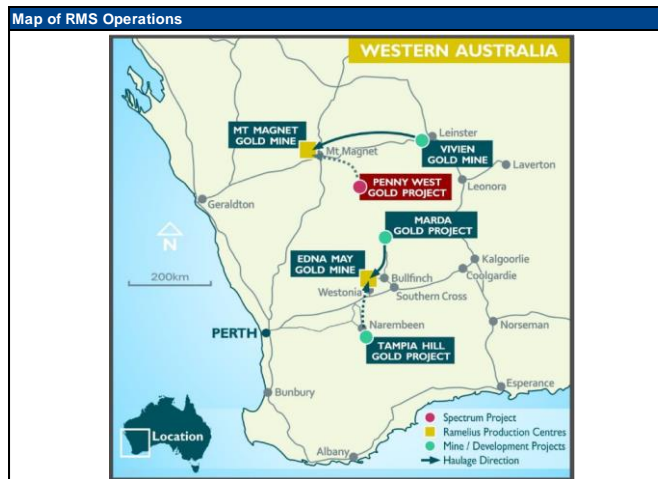 Map of RMS Operations
WESTERN AUSTRALIA
MT MAGNET
GOLD MINE
Mt Magnet
Leinster
VIVIEN
GOLD MINE
Laverton
Leonora
PENNY WEST
GOLD PROJECT
Geraldton
MARDA
GOLD PROJECT
N
200km
EDNA MAY
GOLD MINE
Bullfinch
Kalgoorlie
Coolgardie
Westonia
Southern Cross
PERTH
Narembeen
Norseman
TAMPIA HILL
GOLD PROJECT
Bunbury
Esperance
Albany
Location
Spectrum Project
Ramelius Production Centres
Mine / Development Projects
Haulage Direction